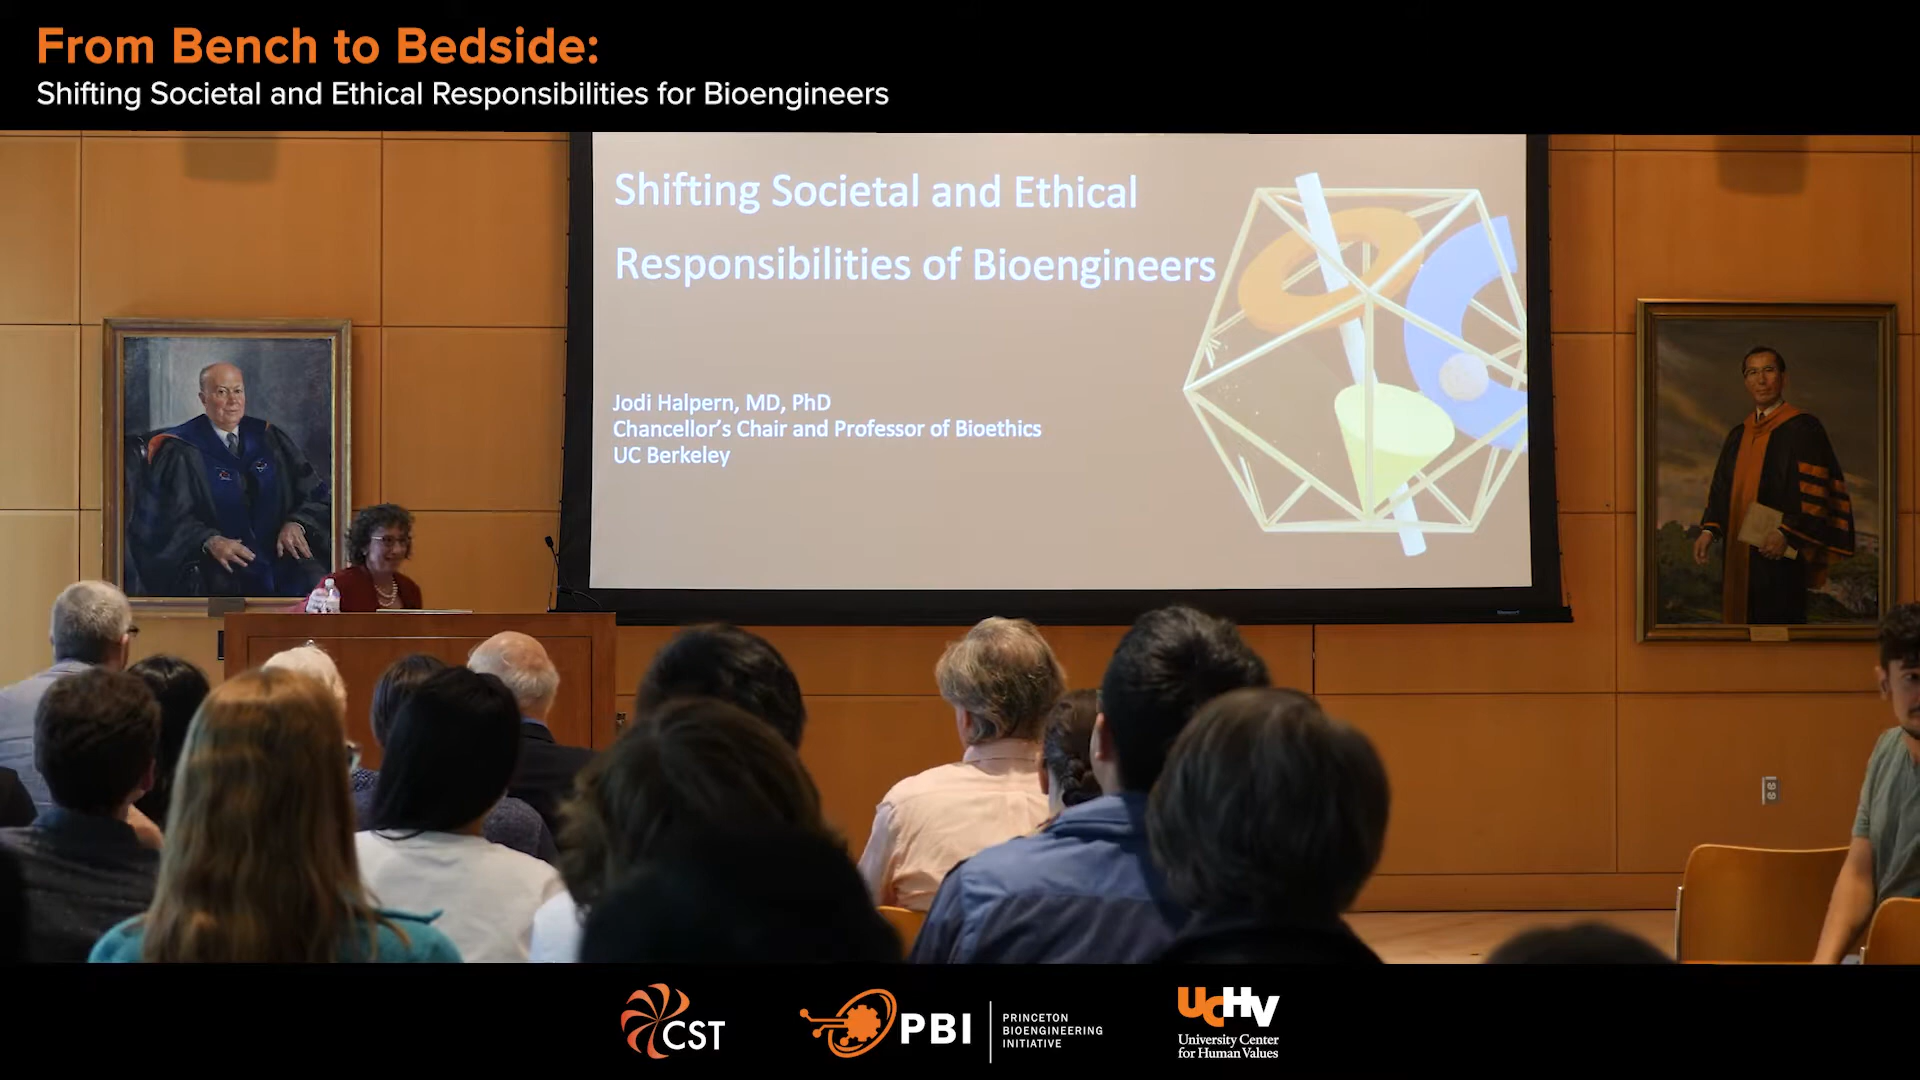 From Bench to Bedside:
Shifting Societal and Ethical Responsibilities for Bioengineers
Shifting Societal and Ethical
Responsibilities of Bioengineers
Jodi Halpern, MD, PhD
Chancellor's Chair and Professor of Bioethics
UC Berkeley
CST
PBI
PRINCETON
BIOENGINEERING
INITIATIVE
UCHV
University Center
for Human Values